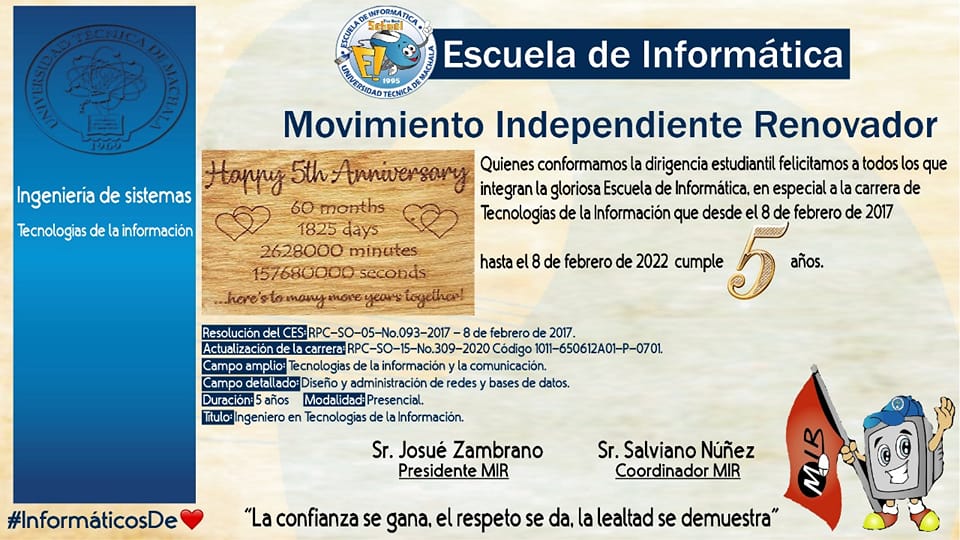 UNIVERSIDAD TECNICA DE MACHALA
1969
Ingeniería de sistemas
Tecnologías de la información
#InformáticosDe❤
ESCUELA DE INFORMÁTICA
School
E!
1995
UNIVERSIDAD TECNICA DE MACHALA
Escuela de Informática
Movimiento Independiente Renovador
Happy 5th Anniversary
60 months
1825 days
2628000 minutes
157680000 seconds
...here's to many more years together!
Quienes conformamos la dirigencia estudiantil felicitamos a todos los que
integran la gloriosa Escuela de Informática, en especial a la carrera de
Tecnologías de la Información que desde el 8 de febrero de 2017
hasta el 8 de febrero de 2022 cumple 5 años.
Resolución del CES: RPC-SO-05-No.093-2017 - 8 de febrero de 2017.
Actualización de la carrera: RPC-SO-15-No.309-2020 Código 1011-650612A01-P-0701.
Campo amplio: Tecnologías de la información y la comunicación.
Campo detallado: Diseño y administración de redes y bases de datos.
Duración: 5 años Modalidad: Presencial.
Título: Ingeniero en Tecnologías de la Información.
Sr. Josué Zambrano
Presidente MIR
Sr. Salviano Núñez
Coordinador MIR
MIR
"La confianza se gana, el respeto se da, la lealtad se demuestra"